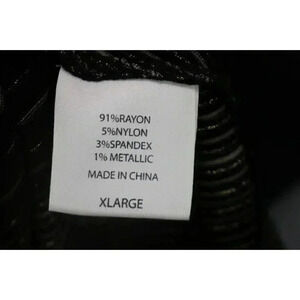 91%RAYON
5%NYLON
3%SPANDEX
1% METALLIC
MADE IN CHINA
XLARGE